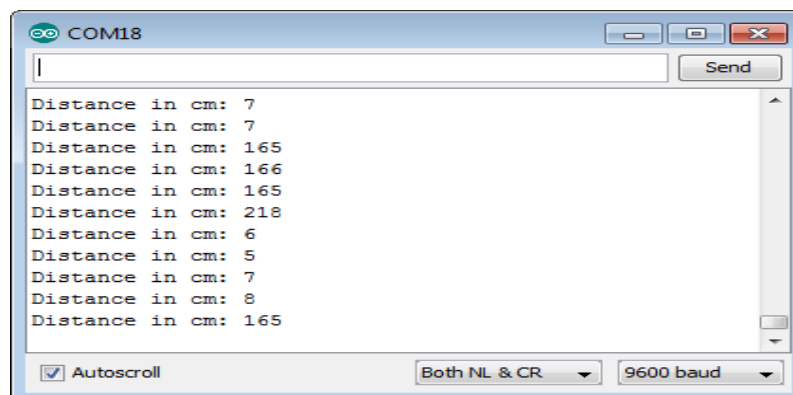 COM18
Send
Distance in cm: 7
Distance in cm: 7
Distance in cm: 165
Distance in cm: 166
Distance in cm: 165
Distance in cm: 218
Distance in cm: 6
Distance in cm: 5
Distance in cm: 7
Distance in cm: 8
Distance in cm: 165
Autoscroll Both NL & CR 9600 baud